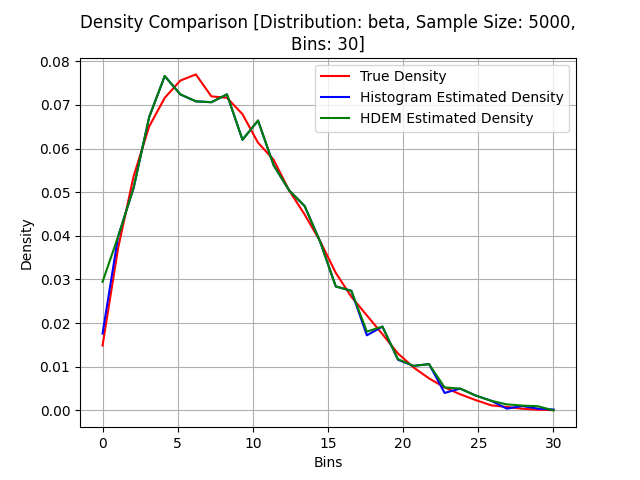 Density Comparison [Distribution: beta, Sample Size: 5000,
Bins: 30]
True Density
Histogram Estimated Density
HDEM Estimated Density
Density
0.08
0.07
0.06
0.05
0.04
0.03
0.02
0.01
0.00
0 5 10 15 20 25 30
Bins